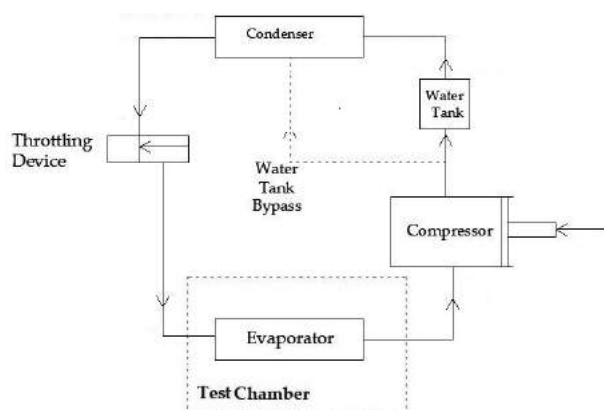 Condenser
Water
Tank
Throttling
Device
Water
Tank
Bypass
Compressor
Evaporator
Test Chamber